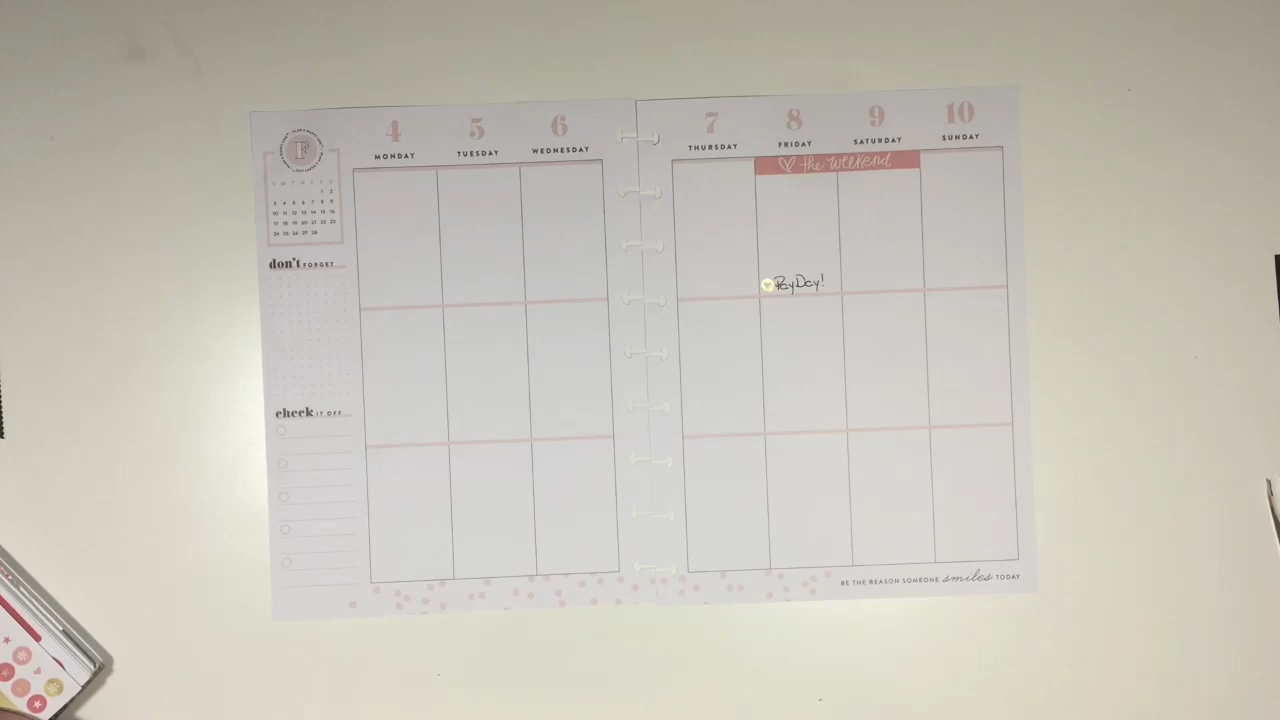 F
S M T W T F S
1 2
3 4 5 6 7 8 9
10 11 12 13 14 15 16
17 18 19 20 21 22 23
24 25 26 27 28
don't FORGET
check IT OFF
4
MONDAY
5
TUESDAY
6
WEDNESDAY
7
THURSDAY
8
FRIDAY
9
SATURDAY
10
SUNDAY
the weekend
PayDay!
BE THE REASON SOMEONE smiles TODAY